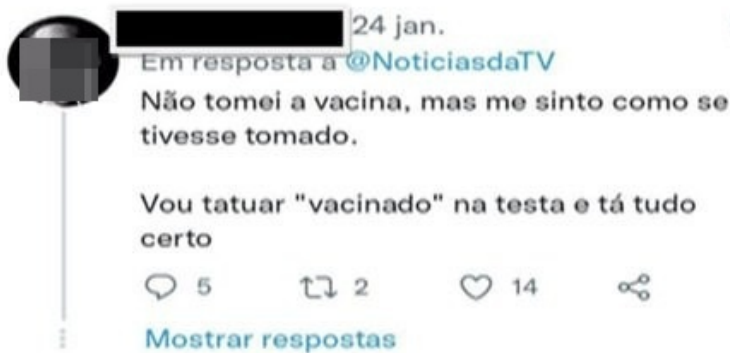 24 jan.
Em resposta a @NoticiasdaTV
Não tomei a vacina, mas me sinto como se
tivesse tomado.
Vou tatuar "vacinado" na testa e tá tudo
certo
5 2 14
Mostrar respostas